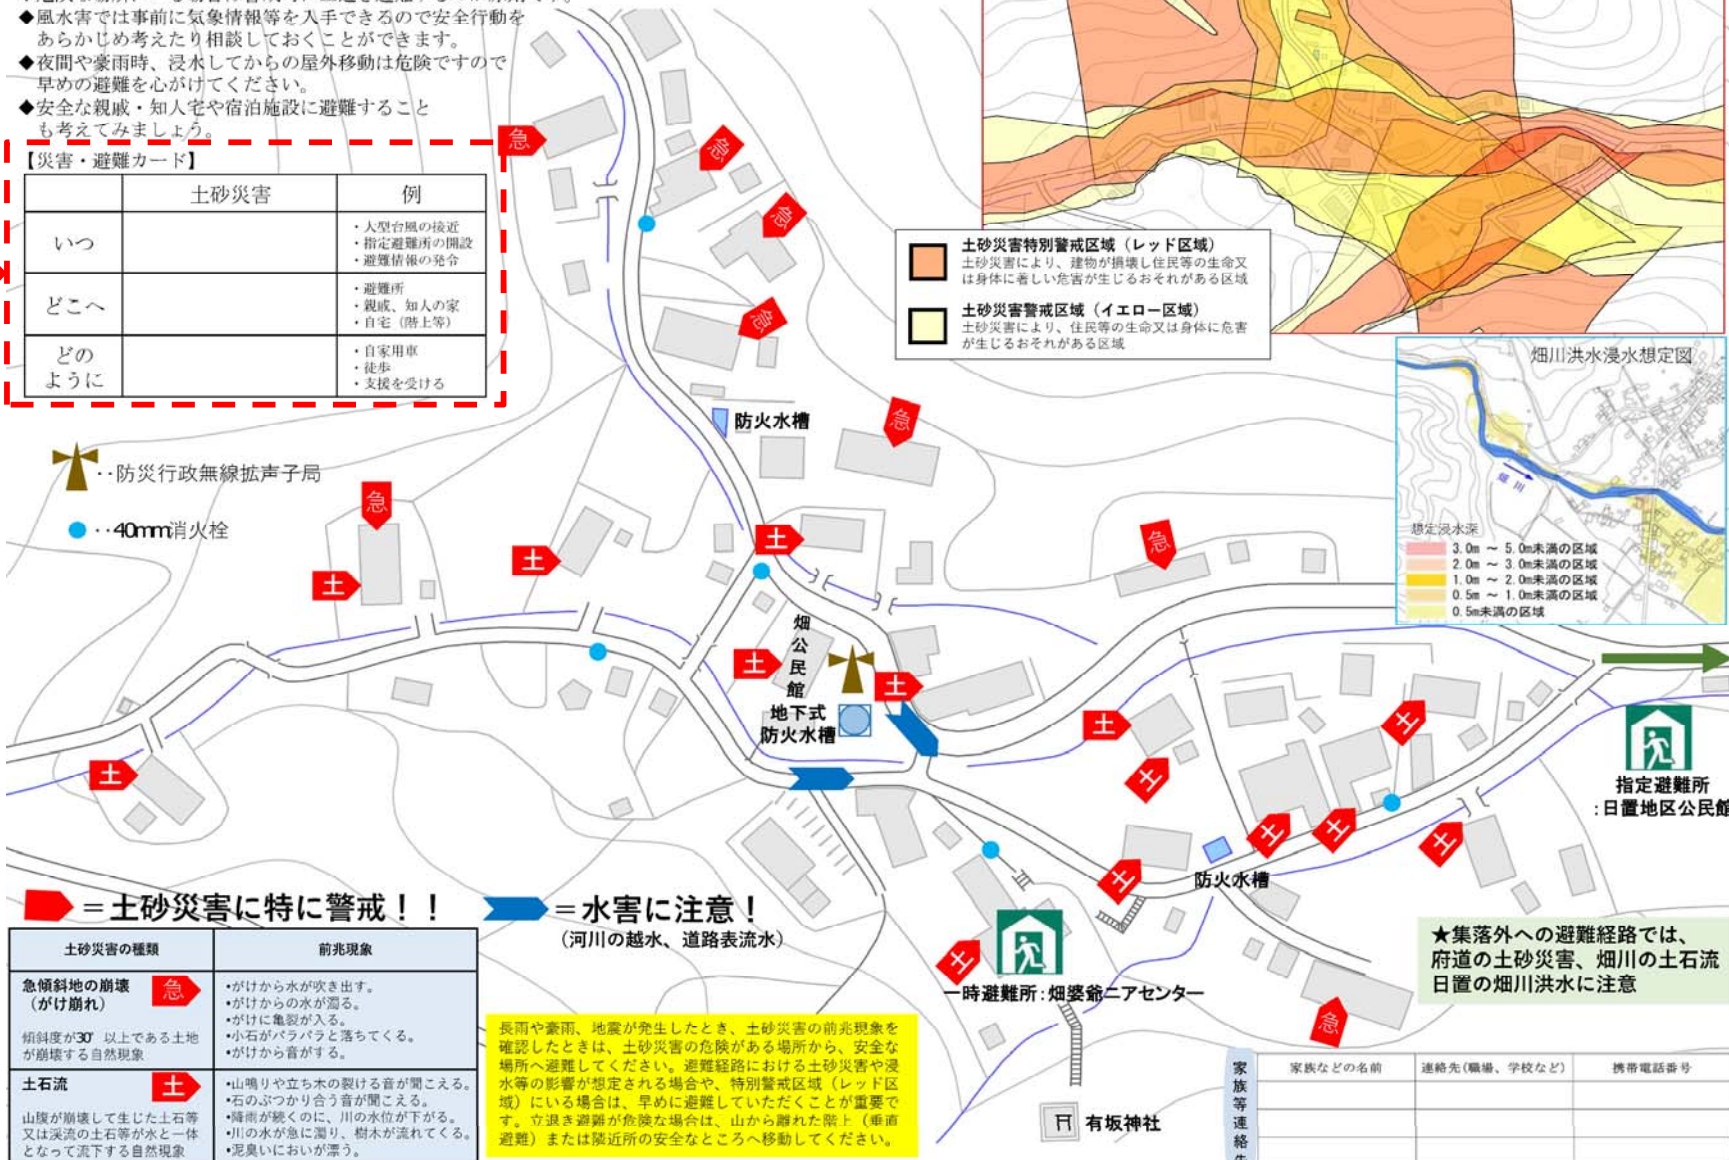 ◆風水害では事前に気象情報等を入手できるので安全行動を
あらかじめ考えたり相談しておくことができます。
◆夜間や豪雨時、浸水してからの屋外移動は危険ですので
早めの避難を心がけてください。
◆安全な親戚・知人宅や宿泊施設に避難すること
も考えてみましょう。
【災害・避難カード】
土砂災害
例
いつ
・大型台風の接近
・指定避難所の開設
・避難情報の発令
どこへ
・避難所
・親戚、知人の家
・自宅（階上等）
どの
ように
・自家用車
・徒歩
・支援を受ける
‥防災行政無線拡声子局
‥40mm消火栓
急
急
急
急
急
急
急
土
土
土
土
土
土
防火水槽
畑公民館
地下式
防火水槽
土砂災害特別警戒区域（レッド区域）
土砂災害により、建物が損壊し住民等の生命又
は身体に著しい危害が生じるおそれがある区域
土砂災害警戒区域（イエロー区域）
土砂災害により、住民等の生命又は身体に危害
が生じるおそれがある区域
畑川洪水浸水想定図
畑川
想定浸水深
3.0m ～ 5.0m未満の区域
2.0m ～ 3.0m未満の区域
1.0m ～ 2.0m未満の区域
0.5m ～ 1.0m未満の区域
0.5m未満の区域
土
土
土
土
土
土
土
土
急
防火水槽
指定避難所
：日置地区公民館
一時避難所：畑婆爺ニアセンター
有坂神社
★集落外への避難経路では、
府道の土砂災害、畑川の土石流
日置の畑川洪水に注意
＝土砂災害に特に警戒！！
＝水害に注意！
（河川の越水、道路表流水）
土砂災害の種類
前兆現象
急傾斜地の崩壊
（がけ崩れ）
急
傾斜度が30°以上である土地
が崩壊する自然現象
•がけから水が吹き出す。
•がけからの水が濁る。
•がけに亀裂が入る。
•小石がパラパラと落ちてくる。
•がけから音がする。
土石流
土
山腹が崩壊して生じた土石等
又は渓流の土石等が水と一体
となって流下する自然現象
•山鳴りや立ち木の裂ける音が聞こえる。
•石のぶつかり合う音が聞こえる。
•降雨が続くのに、川の水位が下がる。
•川の水が急に濁り、樹木が流れてくる。
•泥臭いにおいが漂う。
長雨や豪雨、地震が発生したとき、土砂災害の前兆現象を
確認したときは、土砂災害の危険がある場所から、安全な
場所へ避難してください。避難経路における土砂災害や浸
水等の影響が想定される場合や、特別警戒区域（レッド区
域）にいる場合は、早めに避難していただくことが重要で
す。立退き避難が危険な場合は、山から離れた階上（垂直
避難）または隣近所の安全なところへ移動してください。
家族等連絡先
家族などの名前
連絡先(職場、学校など)
携帯電話番号